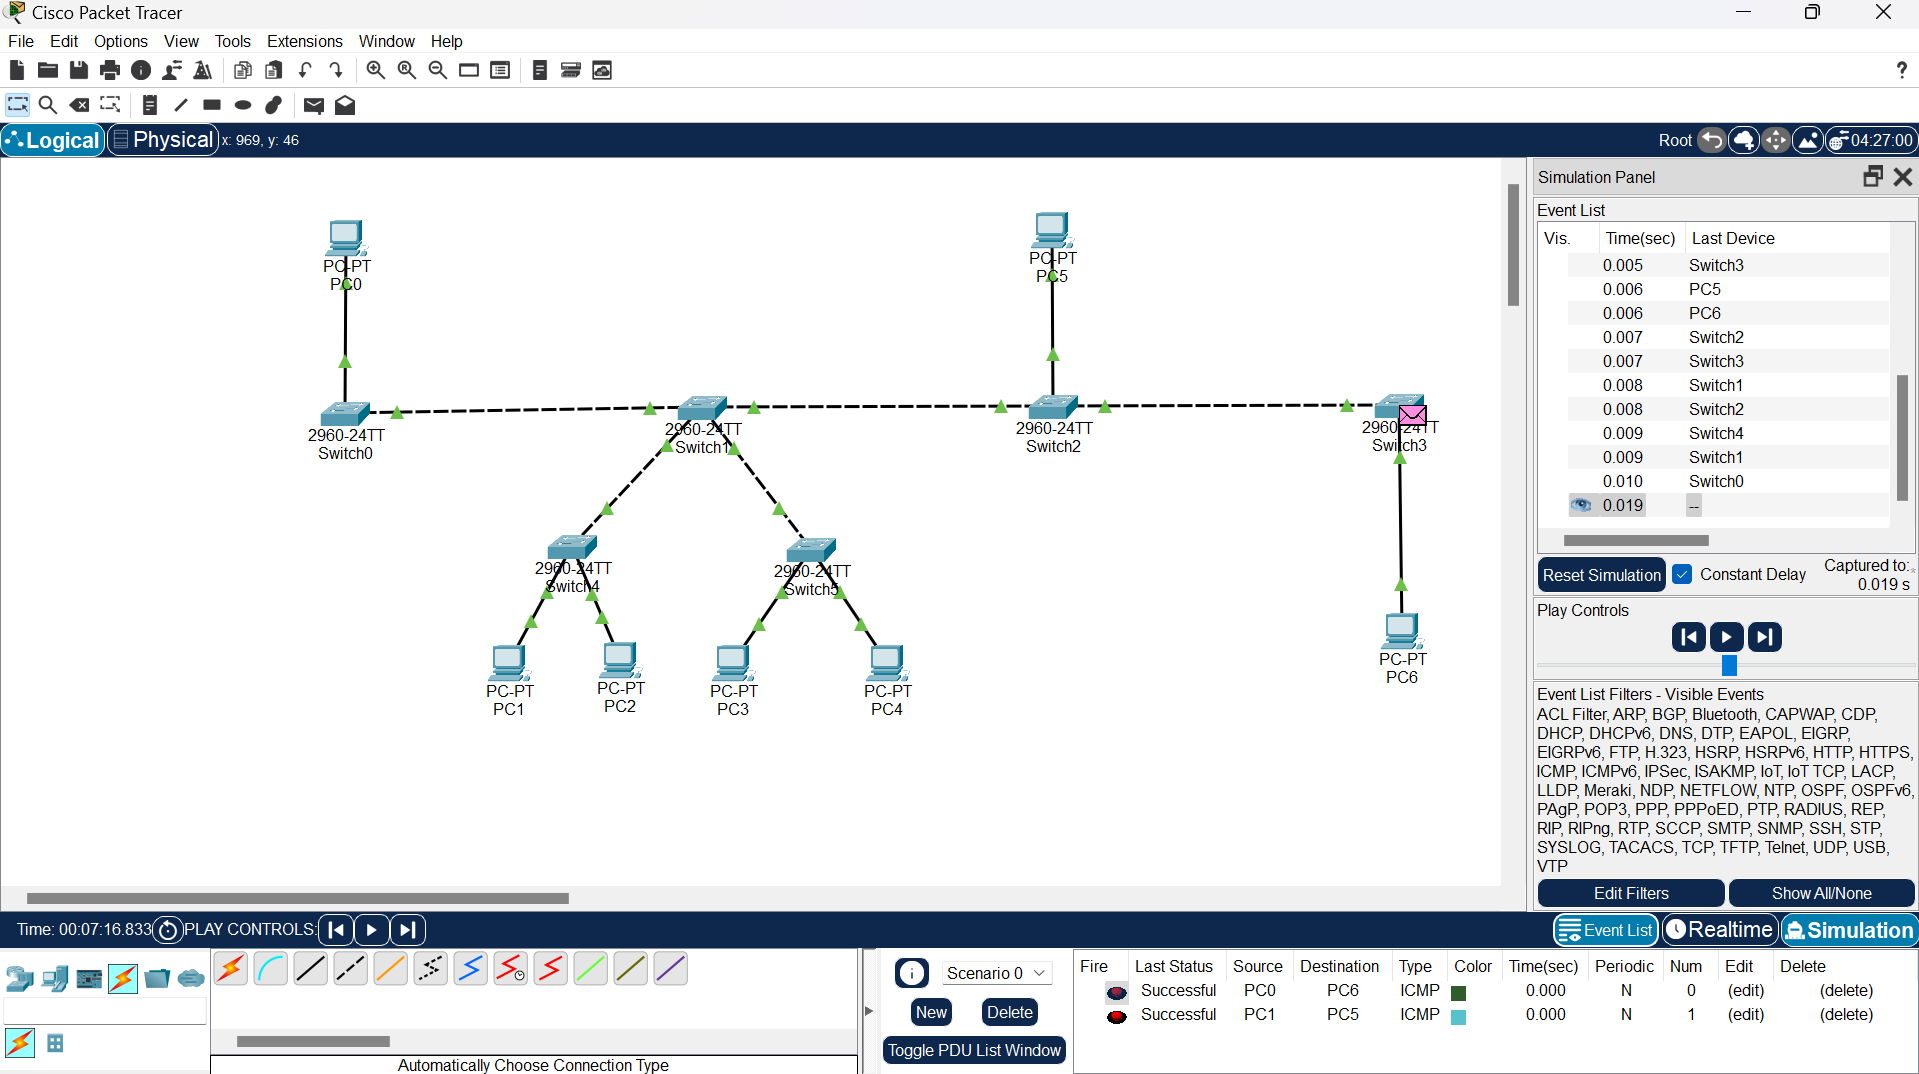 Cisco Packet Tracer
File Edit Options View Tools Extensions Window Help
?
Logical Physical x: 969, y: 46 Root 04:27:00
Simulation Panel
Event List
Vis. Time(sec) Last Device
0.005 Switch3
0.006 PC5
0.006 PC6
0.007 Switch2
0.007 Switch3
0.008 Switch1
0.008 Switch2
0.009 Switch4
0.009 Switch1
0.010 Switch0
0.019 --
Reset Simulation Constant Delay Captured to:*
0.019 s
Play Controls
Event List Filters - Visible Events
ACL Filter, ARP, BGP, Bluetooth, CAPWAP, CDP,
DHCP, DHCPv6, DNS, DTP, EAPOL, EIGRP,
EIGRPv6, FTP, H.323, HSRP, HSRPv6, HTTP, HTTPS,
ICMP, ICMPv6, IPSec, ISAKMP, IoT, IoT TCP, LACP,
LLDP, Meraki, NDP, NETFLOW, NTP, OSPF, OSPFv6,
PAgP, POP3, PPP, PPPoED, PTP, RADIUS, REP,
RIP, RIPng, RTP, SCCP, SMTP, SNMP, SSH, STP,
SYSLOG, TACACS, TCP, TFTP, Telnet, UDP, USB,
VTP
Edit Filters Show All/None
PC-PT
PC0
PC-PT
PC5
2960-24TT
Switch0
2960-24TT
Switch1
2960-24TT
Switch2
2960-24TT
Switch3
2960-24TT
Switch4
2960-24TT
Switch5
PC-PT
PC1
PC-PT
PC2
PC-PT
PC3
PC-PT
PC4
PC-PT
PC6
Time: 00:07:16.833 PLAY CONTROLS: Event List Realtime Simulation
Scenario 0
New Delete
Toggle PDU List Window
Automatically Choose Connection Type
Fire Last Status Source Destination Type Color Time(sec) Periodic Num Edit Delete
Successful PC0 PC6 ICMP 0.000 N 0 (edit) (delete)
Successful PC1 PC5 ICMP 0.000 N 1 (edit) (delete)